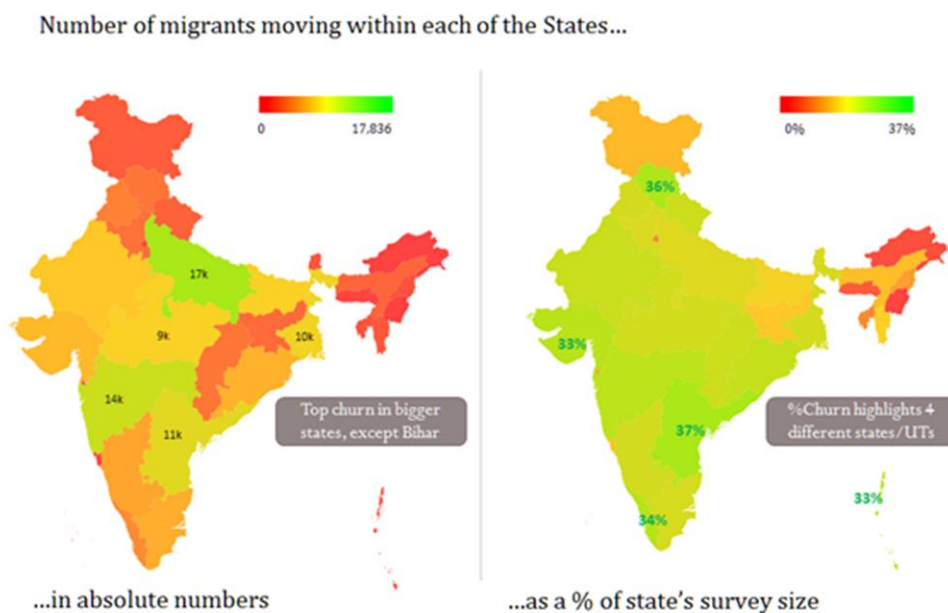 Number of migrants moving within each of the States...
0 17,836
17k
9k
10k
14k
11k
Top churn in bigger
states, except Bihar
...in absolute numbers
0% 37%
36%
33%
37%
34%
33%
%Churn highlights 4
different states/UTs
...as a % of state's survey size